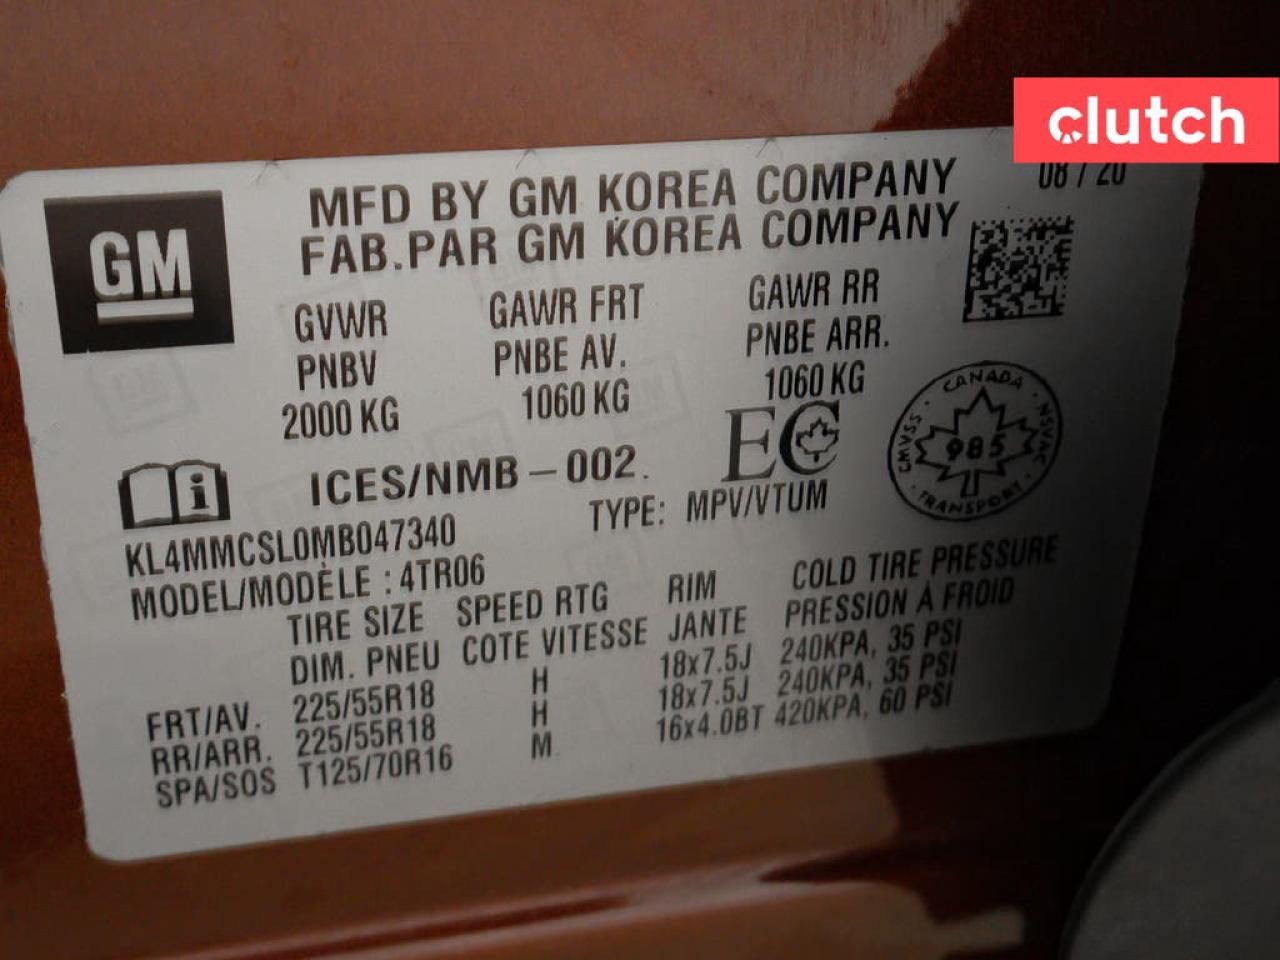 clutch
GM
MFD BY GM KOREA COMPANY
08 / 20
FAB.PAR GM KOREA COMPANY
GVWR GAWR FRT GAWR RR
PNBV PNBE AV. PNBE ARR.
2000 KG 1060 KG 1060 KG
CANADA
CMVSS · NSVAC
985
TRANSPORT
i ICES/NMB – 002. EC
KL4MMCSL0MB047340 TYPE: MPV/VTUM
MODEL/MODÈLE : 4TR06
TIRE SIZE SPEED RTG RIM COLD TIRE PRESSURE
DIM. PNEU COTE VITESSE JANTE PRESSION À FROID
FRT/AV. 225/55R18 H 18x7.5J 240KPA, 35 PSI
RR/ARR. 225/55R18 H 18x7.5J 240KPA, 35 PSI
SPA/SOS T125/70R16 M 16x4.0BT 420KPA, 60 PSI